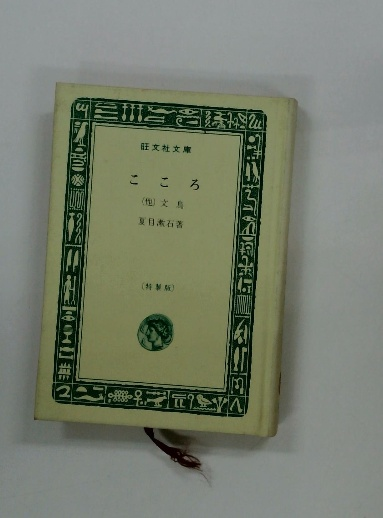 旺文社文庫
こころ
(他) 文鳥
夏目漱石著
(特製版)